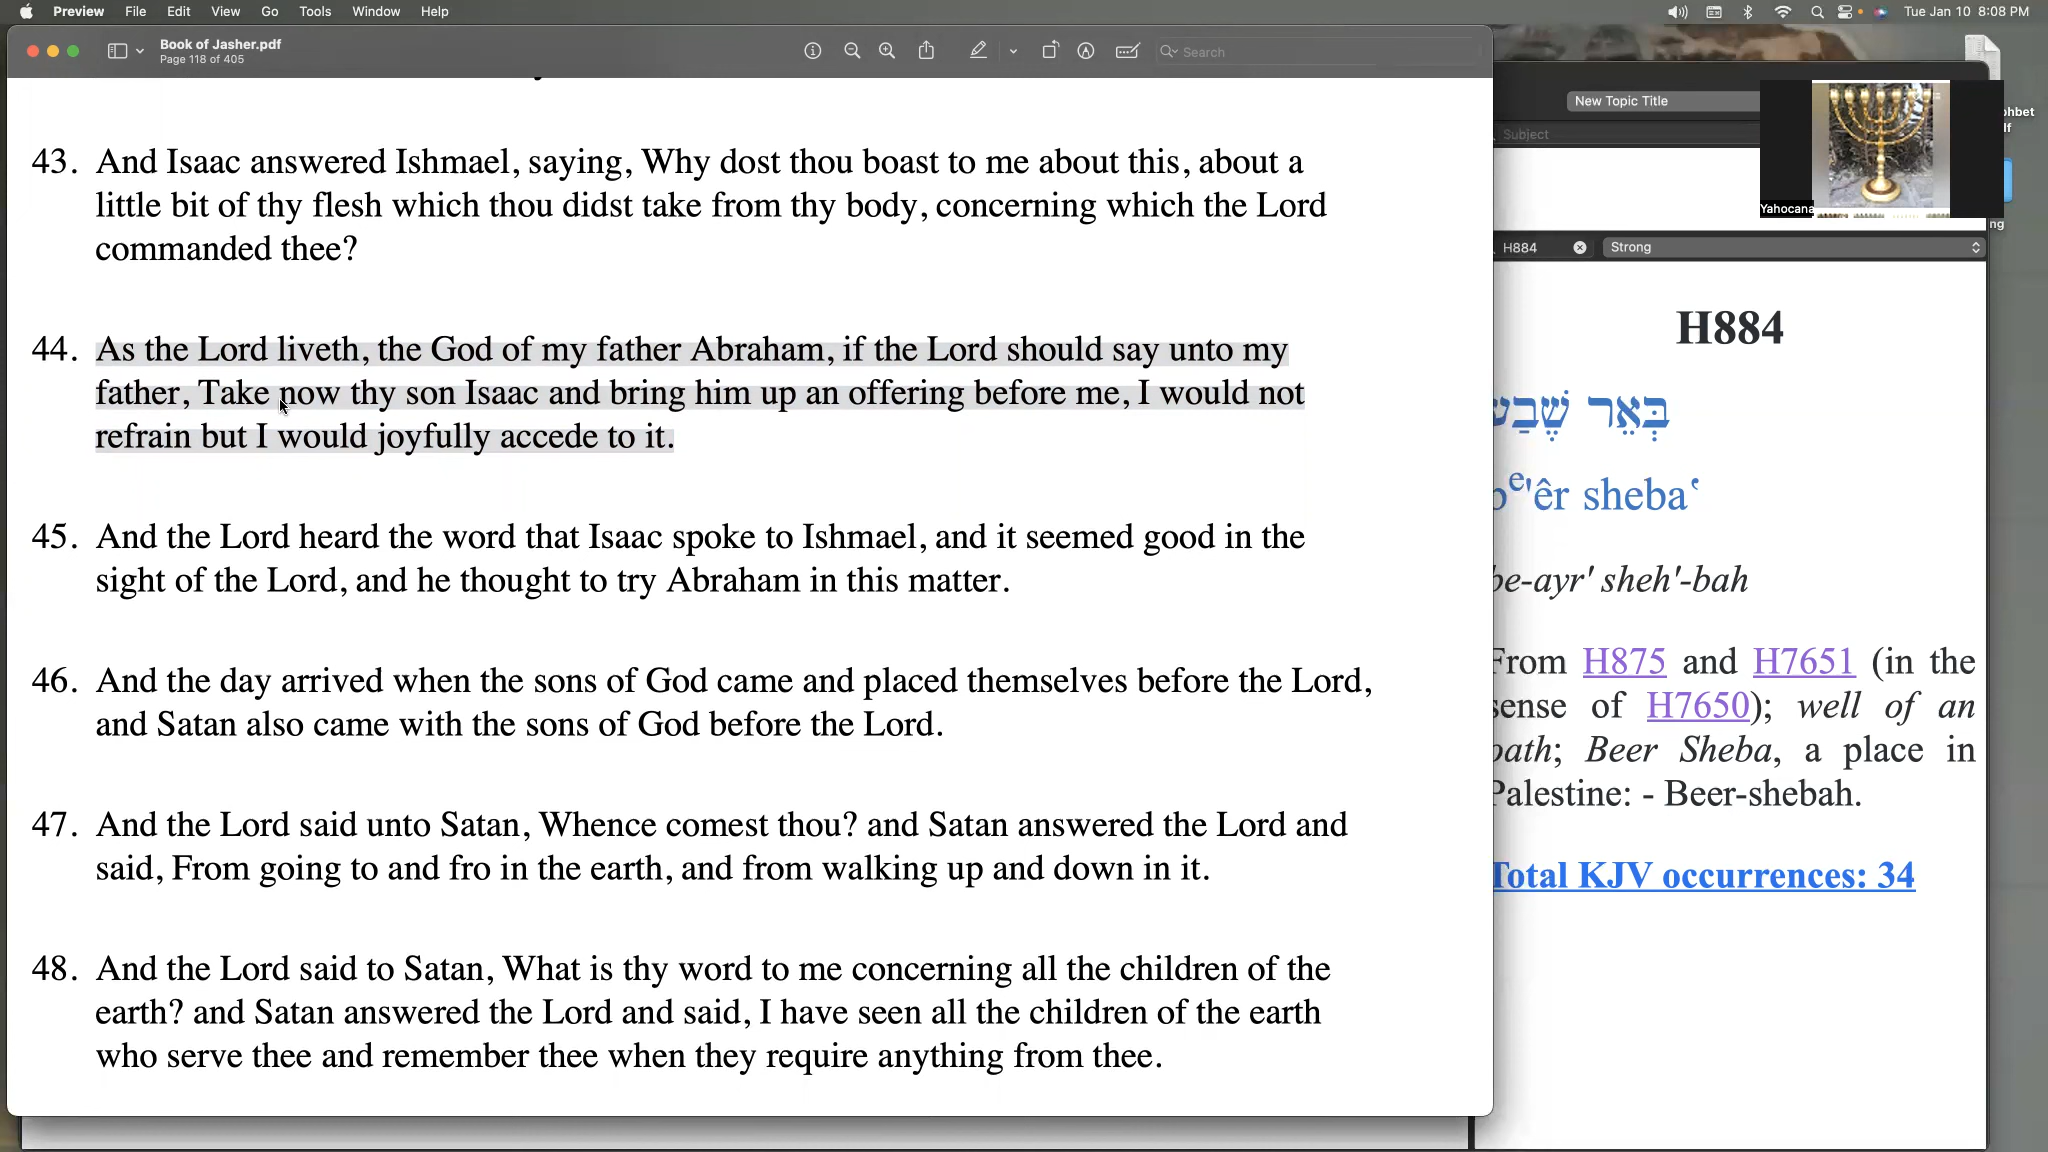 Preview File Edit View Go Tools Window Help
Tue Jan 10 8:08 PM
Book of Jasher.pdf
Page 118 of 405
Search
43. And Isaac answered Ishmael, saying, Why dost thou boast to me about this, about a
little bit of thy flesh which thou didst take from thy body, concerning which the Lord
commanded thee?
44. As the Lord liveth, the God of my father Abraham, if the Lord should say unto my
father, Take now thy son Isaac and bring him up an offering before me, I would not
refrain but I would joyfully accede to it.
45. And the Lord heard the word that Isaac spoke to Ishmael, and it seemed good in the
sight of the Lord, and he thought to try Abraham in this matter.
46. And the day arrived when the sons of God came and placed themselves before the Lord,
and Satan also came with the sons of God before the Lord.
47. And the Lord said unto Satan, Whence comest thou? and Satan answered the Lord and
said, From going to and fro in the earth, and from walking up and down in it.
48. And the Lord said to Satan, What is thy word to me concerning all the children of the
earth? and Satan answered the Lord and said, I have seen all the children of the earth
who serve thee and remember thee when they require anything from thee.
New Topic Title
Subject
Yahocana
H884
Strong
H884
בְּאֵר שֶׁבַע
bᵉ'êr sheba‛
be-ayr' sheh'-bah
From H875 and H7651 (in the
sense of H7650); well of an
oath; Beer Sheba, a place in
Palestine: - Beer-shebah.
Total KJV occurrences: 34